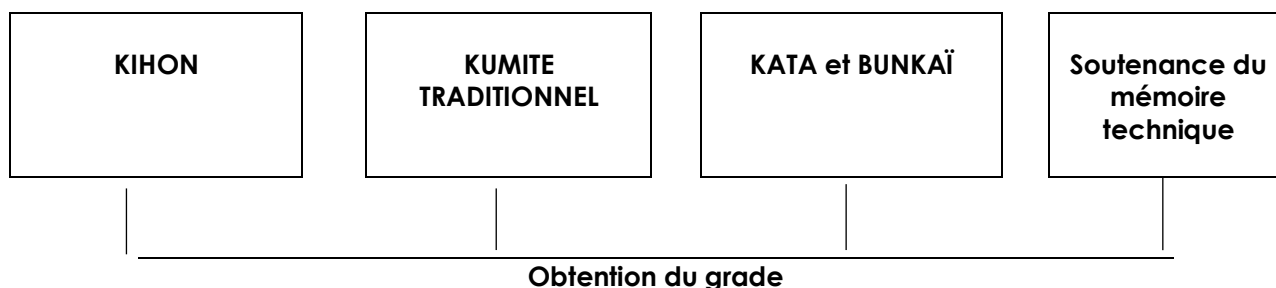 KIHON
KUMITE
TRADITIONNEL
KATA et BUNKAÏ
Soutenance du
mémoire
technique
Obtention du grade